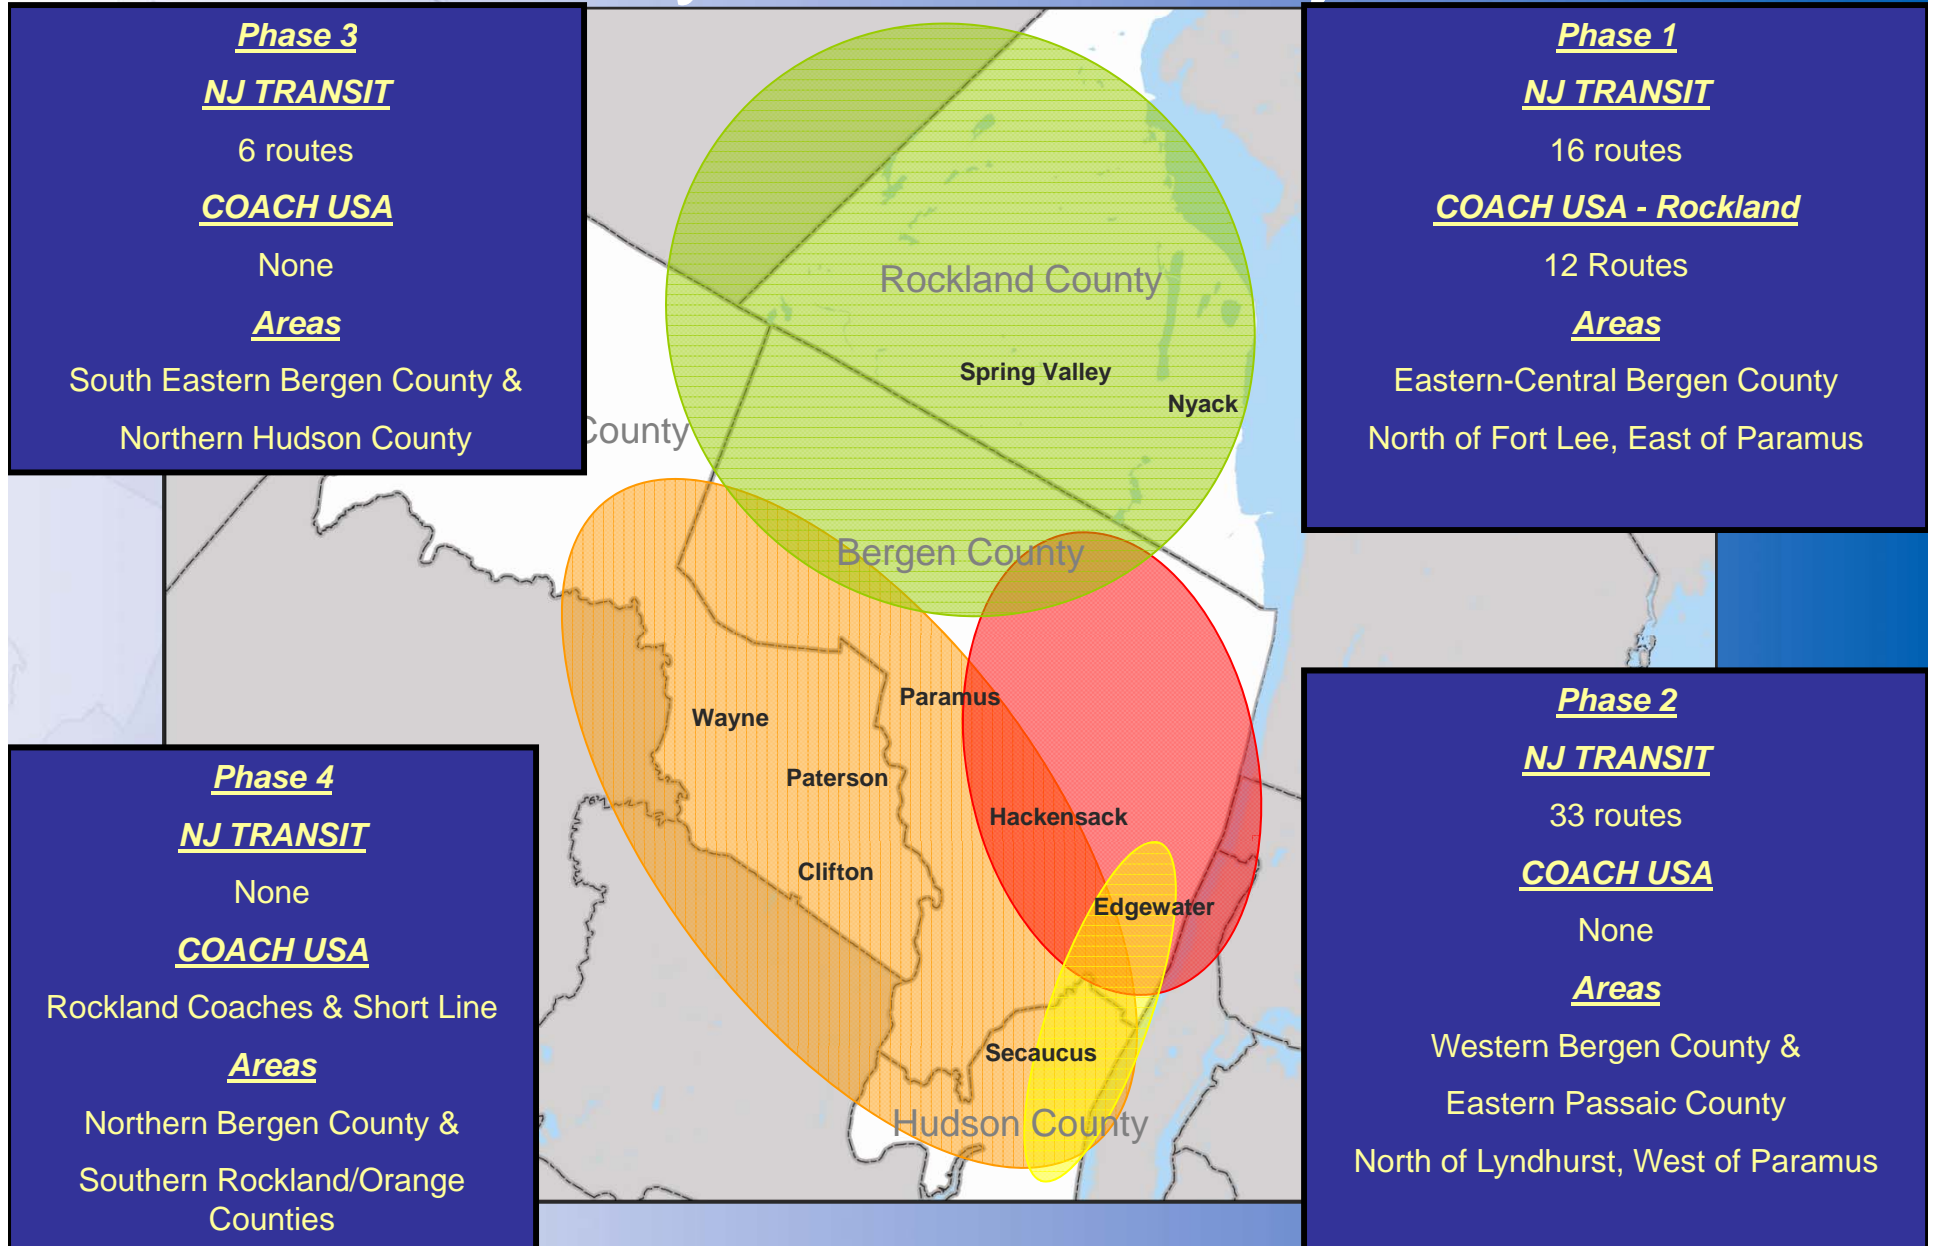 Phase 3
NJ TRANSIT
6 routes
COACH USA
None
Areas
South Eastern Bergen County &
Northern Hudson County
Phase 1
NJ TRANSIT
16 routes
COACH USA - Rockland
12 Routes
Areas
Eastern-Central Bergen County
North of Fort Lee, East of Paramus
Rockland County
Spring Valley
Nyack
County
Bergen County
Paramus
Wayne
Paterson
Hackensack
Clifton
Edgewater
Secaucus
Hudson County
Phase 4
NJ TRANSIT
None
COACH USA
Rockland Coaches & Short Line
Areas
Northern Bergen County &
Southern Rockland/Orange
Counties
Phase 2
NJ TRANSIT
33 routes
COACH USA
None
Areas
Western Bergen County &
Eastern Passaic County
North of Lyndhurst, West of Paramus